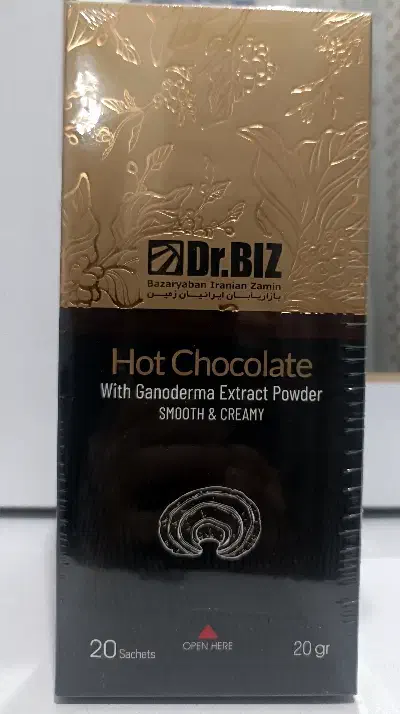 Dr.BIZ
Bazaryaban Iranian Zamin
بازاریابان ایرانیان زمین
Hot Chocolate
With Ganoderma Extract Powder
SMOOTH & CREAMY
20 Sachets
OPEN HERE
20 gr